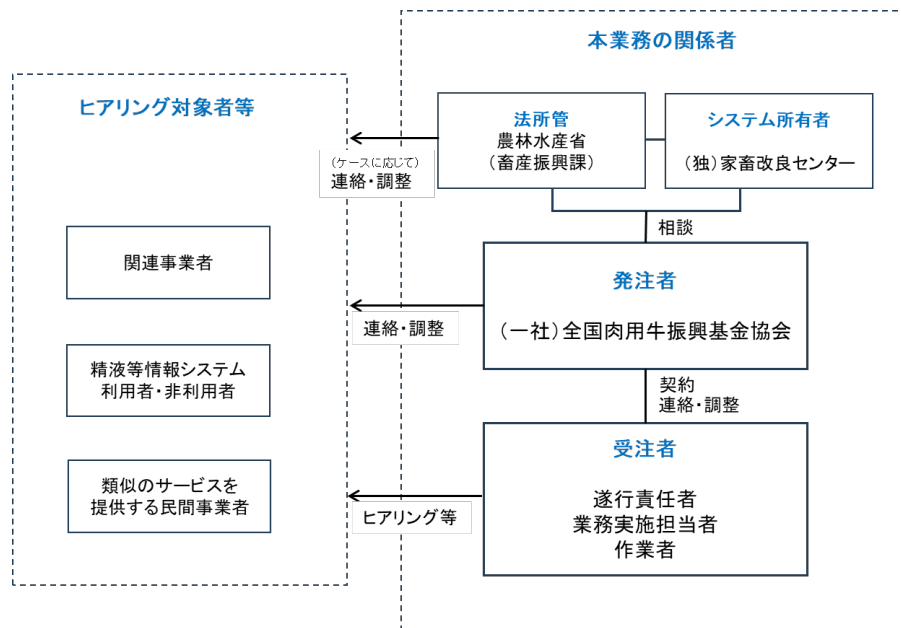 本業務の関係者
ヒアリング対象者等
法所管
農林水産省
(畜産振興課)
システム所有者
(独)家畜改良センター
(ケースに応じて)
連絡・調整
相談
関連事業者
発注者
(一社)全国肉用牛振興基金協会
連絡・調整
精液等情報システム
利用者・非利用者
契約
連絡・調整
受注者
遂行責任者
業務実施担当者
作業者
類似のサービスを
提供する民間事業者
ヒアリング等